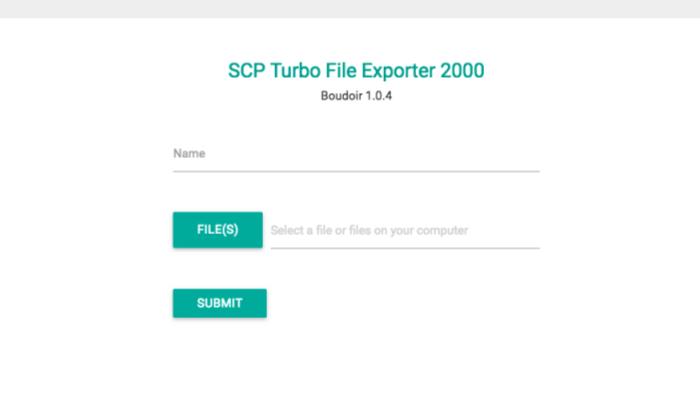 SCP Turbo File Exporter 2000
Boudoir 1.0.4
Name
FILE(S) Select a file or files on your computer
SUBMIT